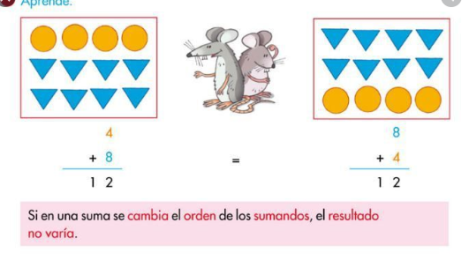 Aprende.
4
+ 8
1 2
=
8
+ 4
1 2
Si en una suma se cambia el orden de los sumandos, el resultado
no varía.